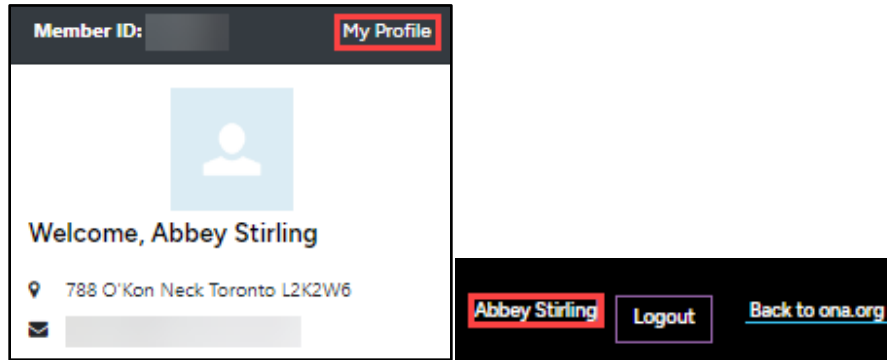 Member ID: My Profile
Welcome, Abbey Stirling
788 O'Kon Neck Toronto L2K2W6
Abbey Stirling Logout Back to ona.org